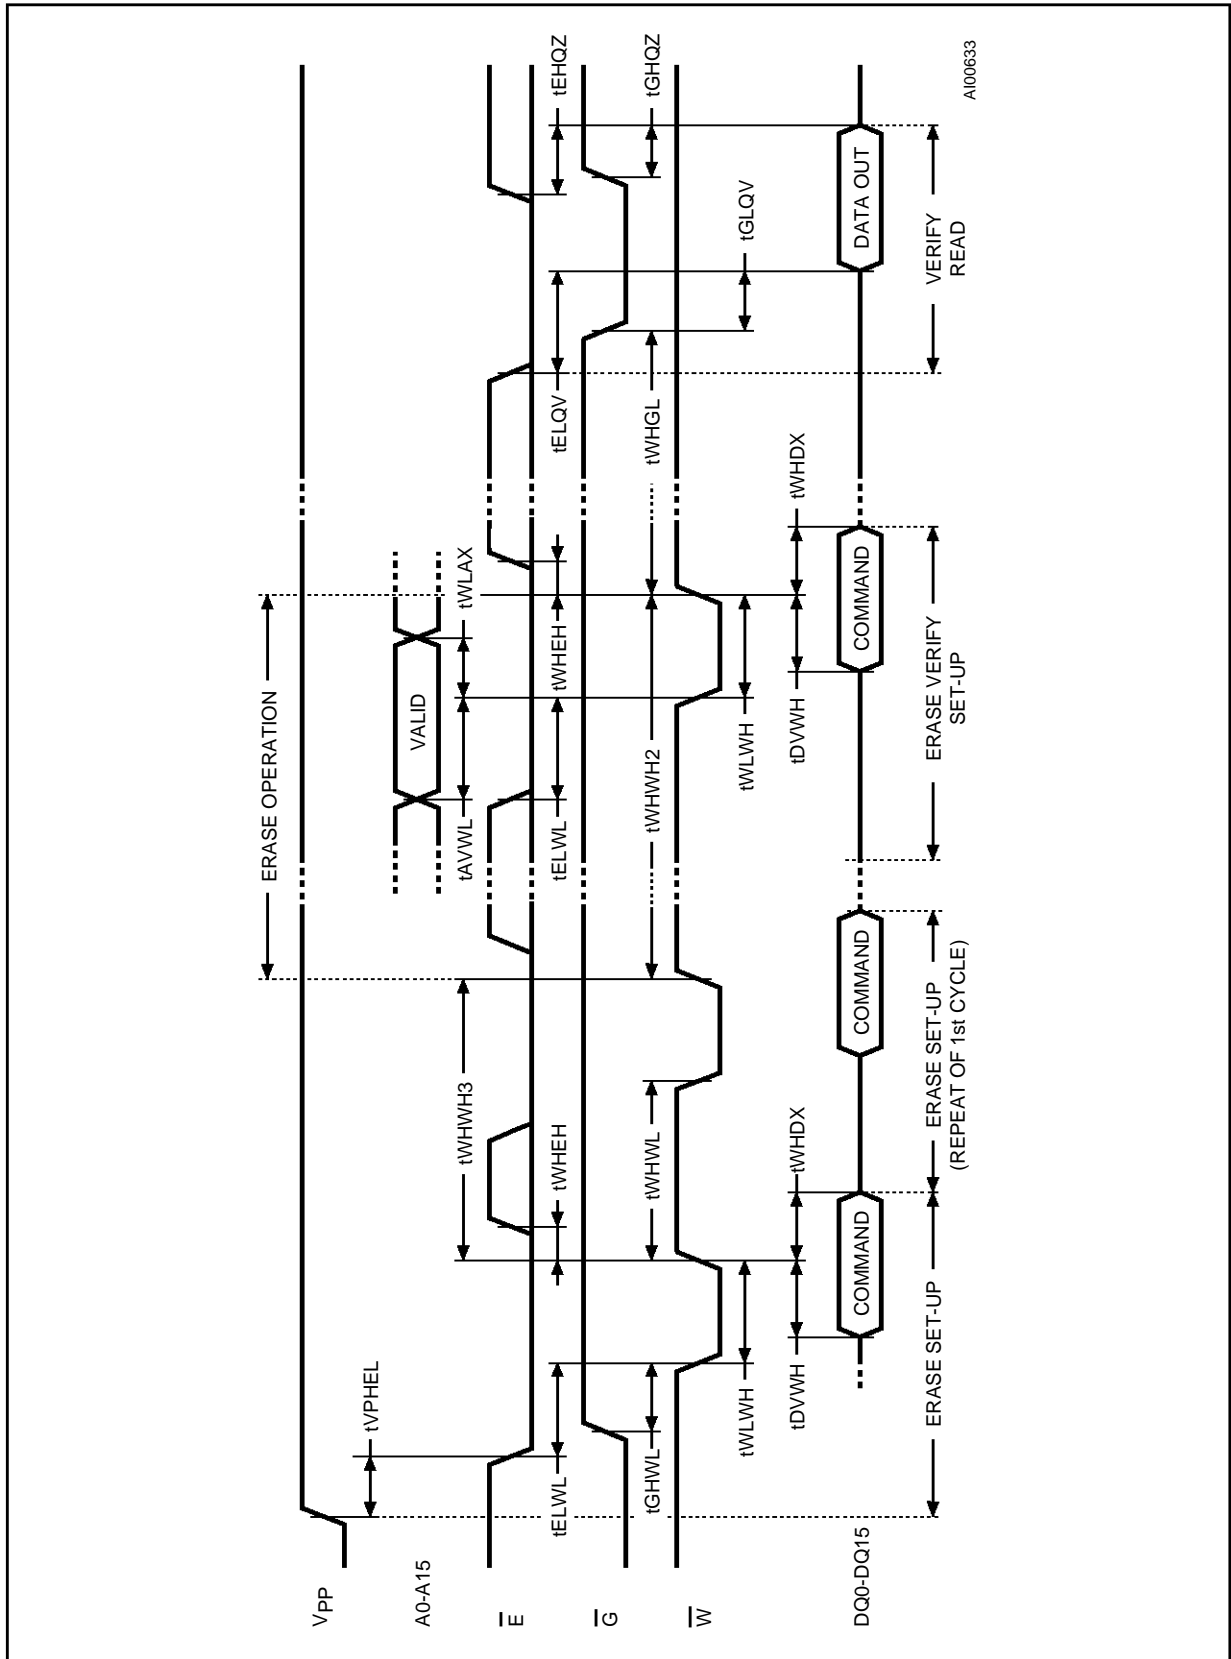 VPP
tVPHEL
ERASE OPERATION
A0-A15
VALID
tAVWL
tWLAX
tWHWH3
E
tELWL
tWHEH
tELWL
tWHEH
tELQV
tEHQZ
G
tGHWL
tWHWL
tWHWH2
tWHGL
tGHQZ
W
tWLWH
tWLWH
tGLQV
tDVWH
tWHDX
tDVWH
tWHDX
DQ0-DQ15
COMMAND
COMMAND
COMMAND
DATA OUT
ERASE SET-UP
ERASE SET-UP
(REPEAT OF 1st CYCLE)
ERASE VERIFY
SET-UP
VERIFY
READ
AI00633